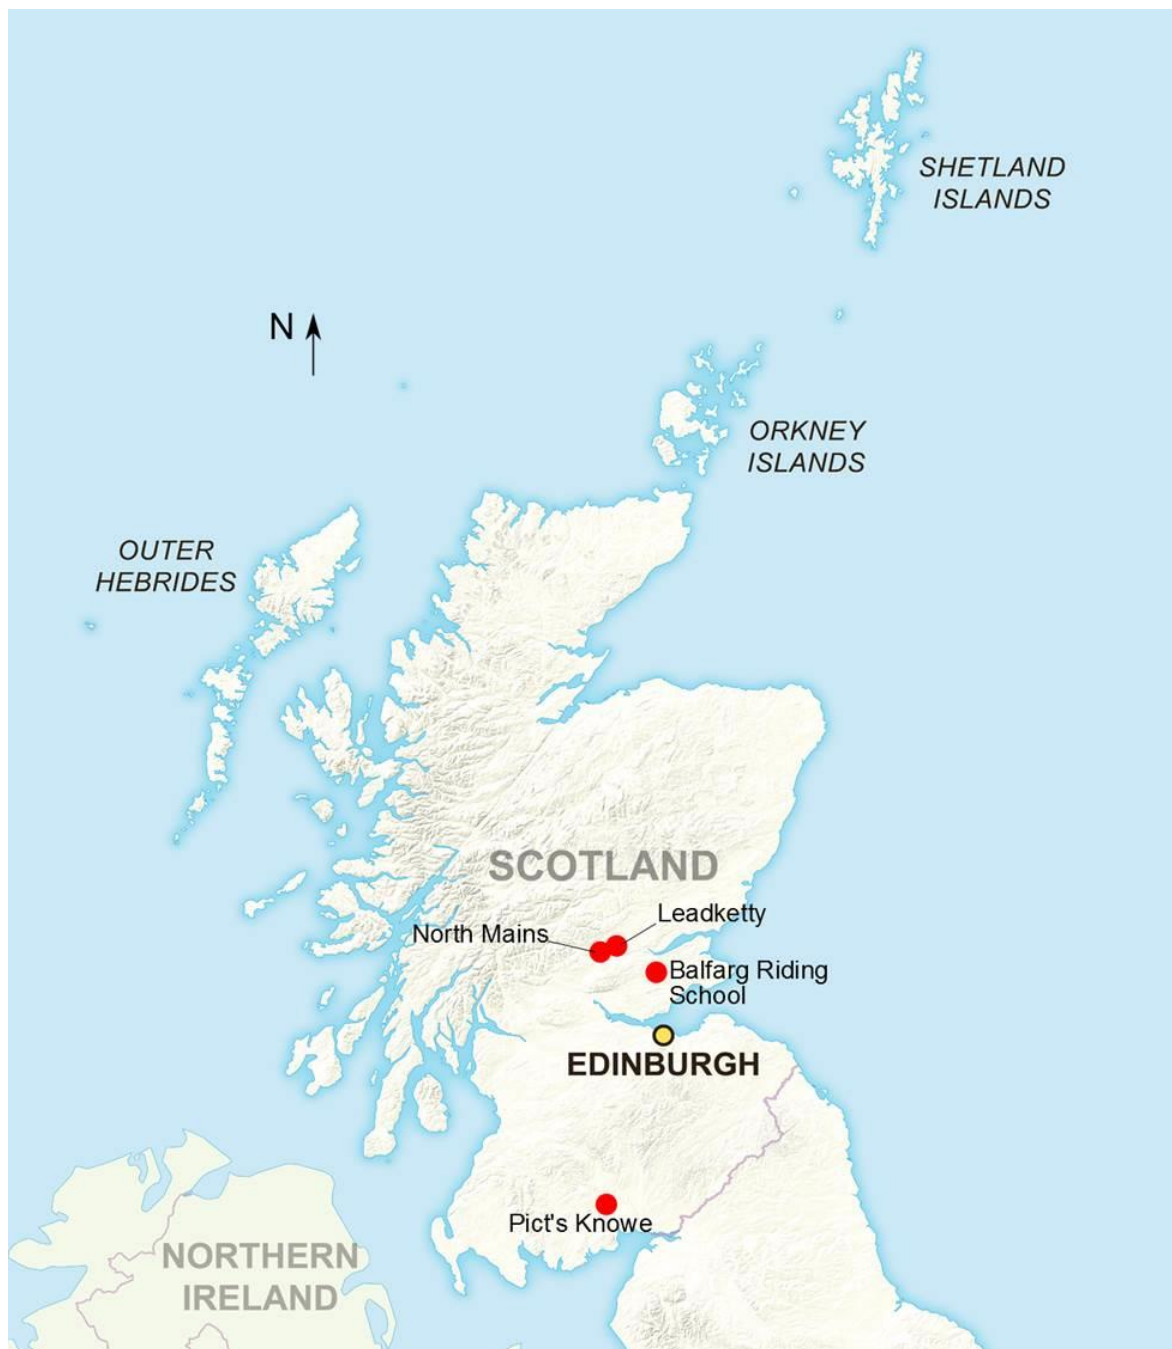 SHETLAND
ISLANDS
N
ORKNEY
ISLANDS
OUTER
HEBRIDES
SCOTLAND
Leadketty
North Mains
Balfarg Riding
School
EDINBURGH
Pict's Knowe
NORTHERN
IRELAND